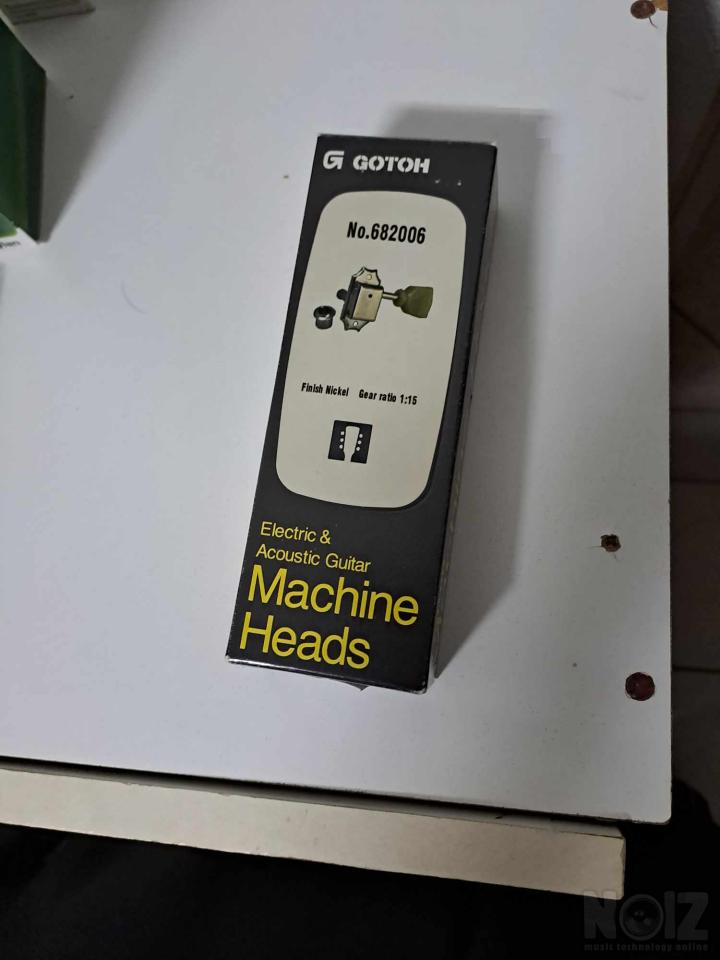 GOTOH
No.682006
Finish Nickel Gear ratio 1:15
Electric &
Acoustic Guitar
Machine
Heads
NOIZ
music technology online